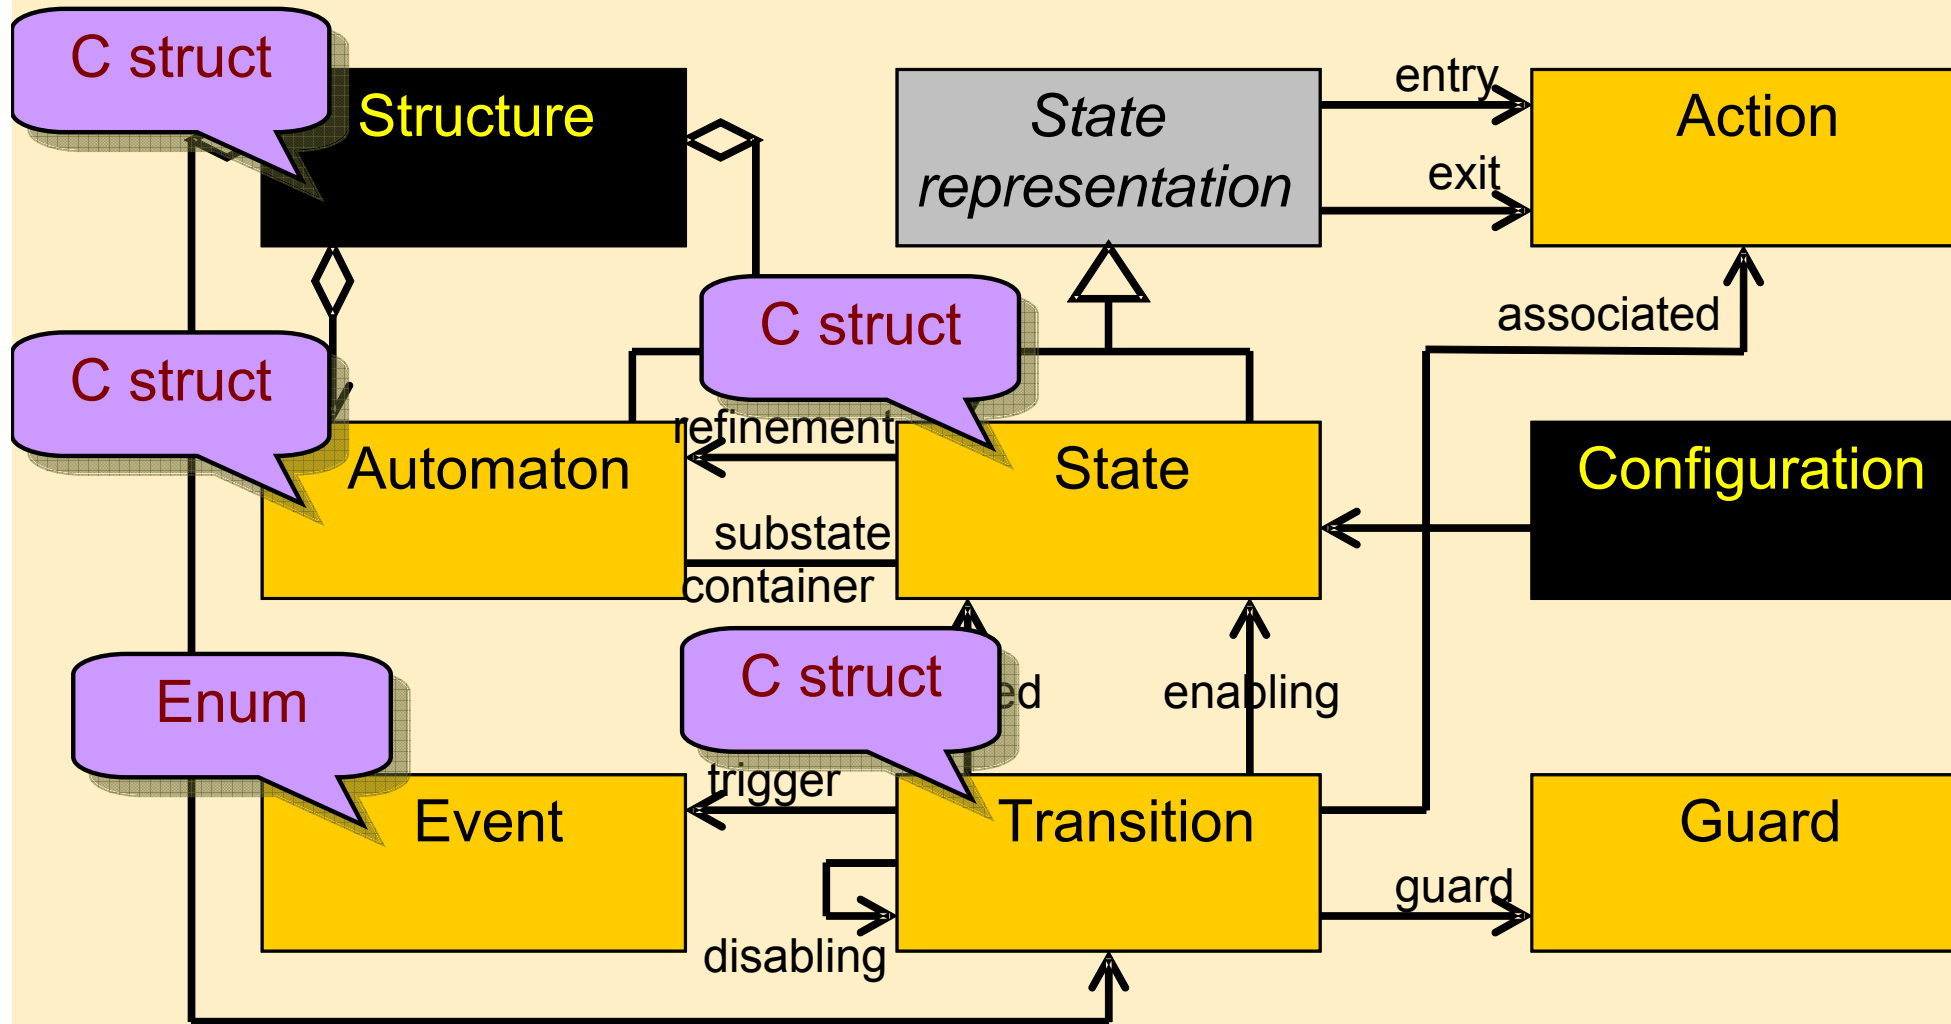 C struct
Structure
State
representation
entry
exit
Action
associated
C struct
C struct
refinement
Automaton
State
Configuration
substate
container
Enum
C struct
enabling
trigger
Event
Transition
Guard
guard
disabling